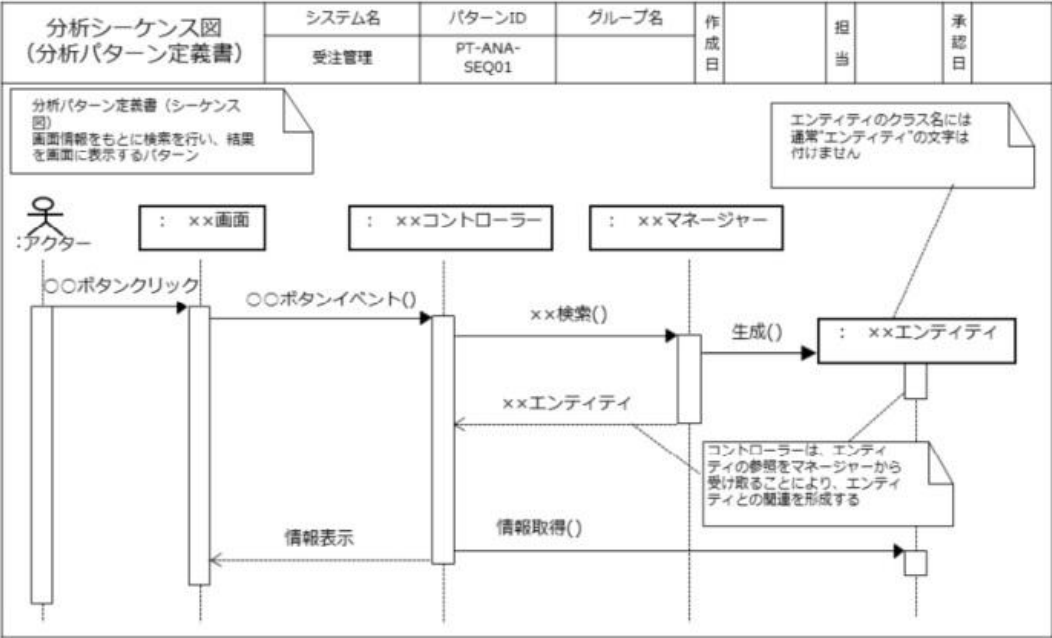 分析シーケンス図
（分析パターン定義書）
システム名
パターンID
グループ名
作成日
担当
承認日
受注管理
PT-ANA-
SEQ01
分析パターン定義書（シーケンス
図）
画面情報をもとに検索を行い、結果
を画面に表示するパターン
エンティティのクラス名には
通常"エンティティ"の文字は
付けません
：アクター
： ××画面
： ××コントローラー
： ××マネージャー
○○ボタンクリック
○○ボタンイベント()
××検索()
生成()
： ××エンティティ
××エンティティ
コントローラーは、エンティ
ティの参照をマネージャーから
受け取ることにより、エンティ
ティとの関連を形成する
情報表示
情報取得()